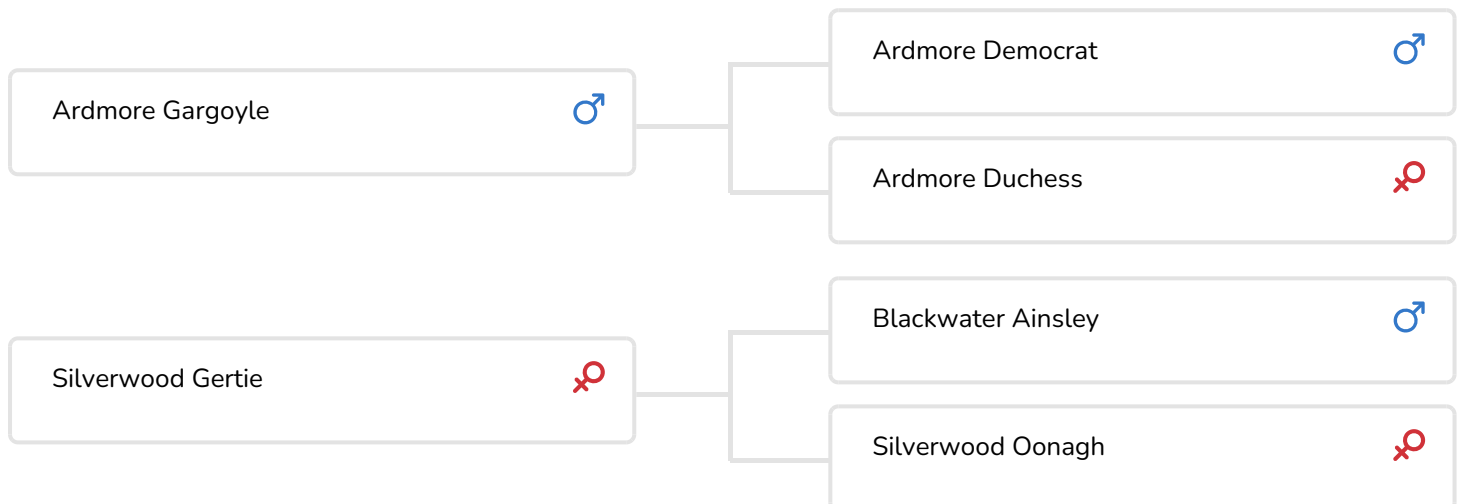 Ardmore Democrat
Ardmore Gargoyle
Ardmore Duchess
Blackwater Ainsley
Silverwood Gertie
Silverwood Oonagh